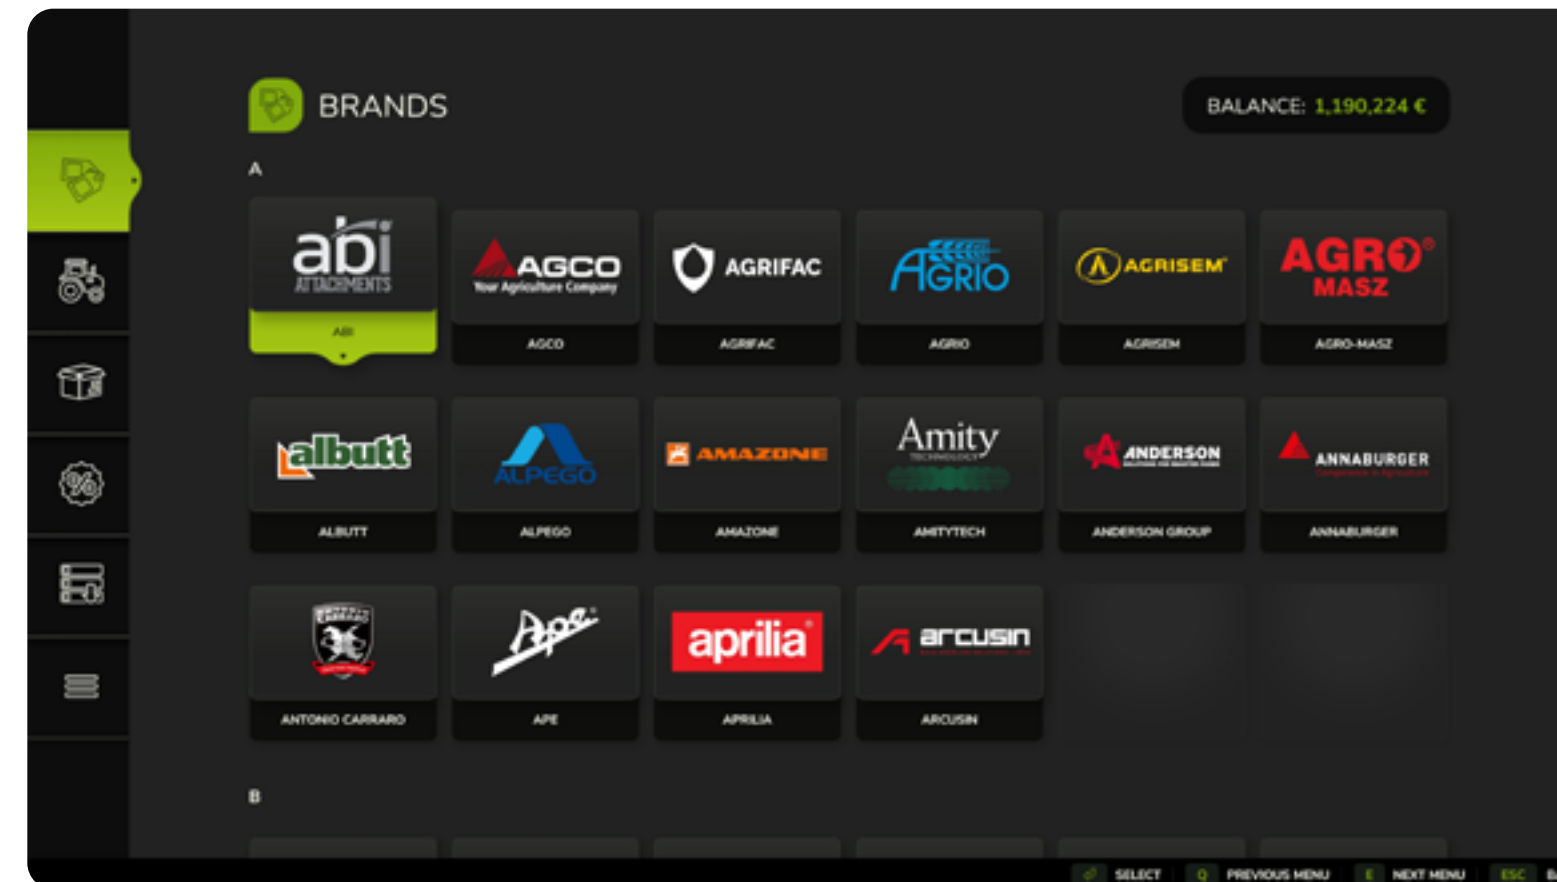 BRANDS
BALANCE: 1,190,224 €
A
abi
ATTACHMENTS
ABI
AGCO
Your Agriculture Company
AGCO
AGRIFAC
AGRIFAC
AGRIO
AGRIO
AGRISEM
AGRISEM
AGRO
MASZ
AGRO-MASZ
albutt
ALBUTT
ALPEGO
ALPEGO
AMAZONE
AMAZONE
Amity
TECHNOLOGY
AMITYTECH
ANDERSON
ANDERSON GROUP
ANNABURGER
ANNABURGER
CARRARO
ANTONIO CARRARO
Ape
APE
aprilia
APRILIA
arcusin
ARCUSIN
B
SELECT
Q PREVIOUS MENU
E NEXT MENU
ESC